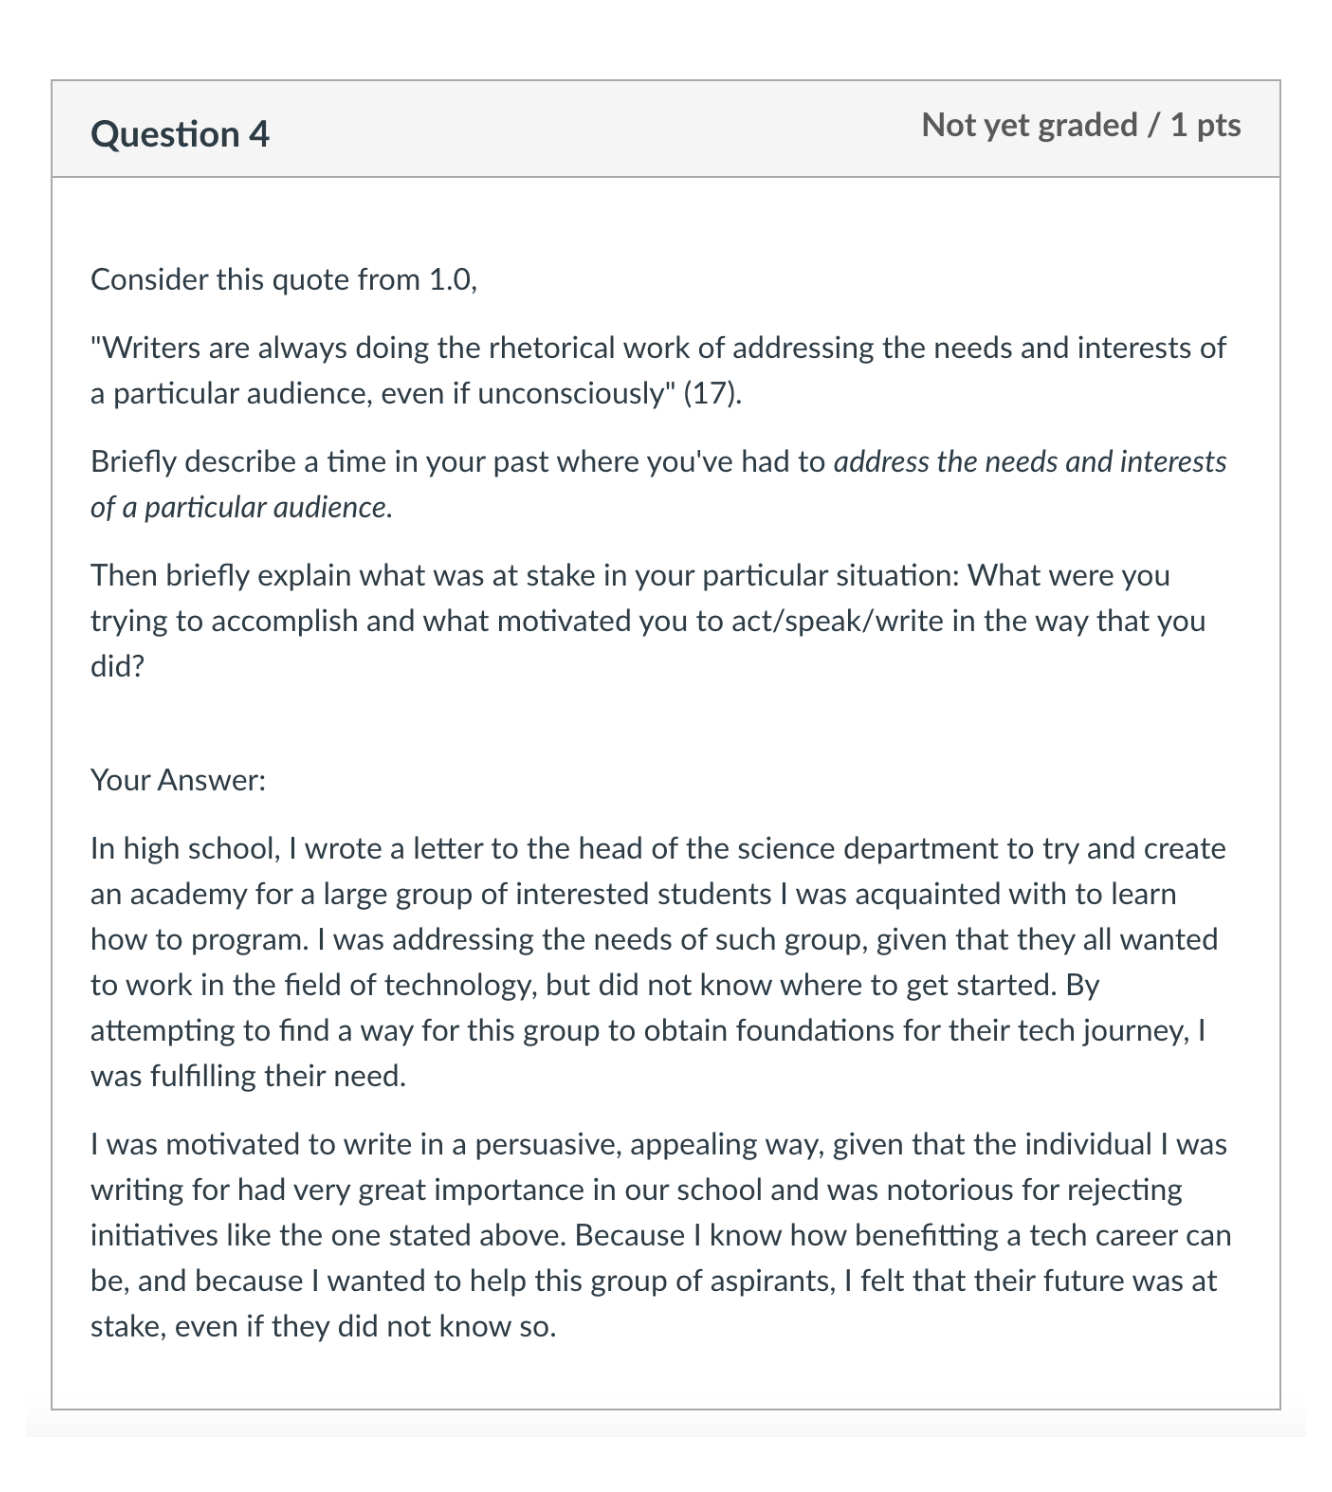 Question 4
Not yet graded / 1 pts
Consider this quote from 1.0,
"Writers are always doing the rhetorical work of addressing the needs and interests of
a particular audience, even if unconsciously" (17).
Briefly describe a time in your past where you've had to address the needs and interests
of a particular audience.
Then briefly explain what was at stake in your particular situation: What were you
trying to accomplish and what motivated you to act/speak/write in the way that you
did?
Your Answer:
In high school, I wrote a letter to the head of the science department to try and create
an academy for a large group of interested students I was acquainted with to learn
how to program. I was addressing the needs of such group, given that they all wanted
to work in the field of technology, but did not know where to get started. By
attempting to find a way for this group to obtain foundations for their tech journey, I
was fulfilling their need.
I was motivated to write in a persuasive, appealing way, given that the individual I was
writing for had very great importance in our school and was notorious for rejecting
initiatives like the one stated above. Because I know how benefitting a tech career can
be, and because I wanted to help this group of aspirants, I felt that their future was at
stake, even if they did not know so.